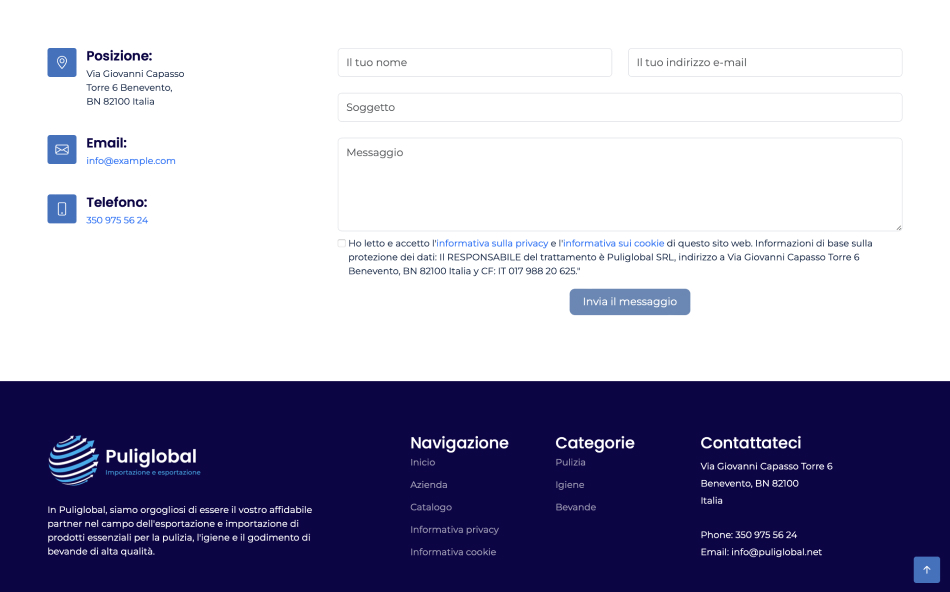 Posizione:
Via Giovanni Capasso
Torre 6 Benevento,
BN 82100 Italia
Email:
info@example.com
Telefono:
350 975 56 24
Il tuo nome
Il tuo indirizzo e-mail
Soggetto
Messaggio
Ho letto e accetto l'informativa sulla privacy e l'informativa sui cookie di questo sito web. Informazioni di base sulla
protezione dei dati: Il RESPONSABILE del trattamento è Puliglobal SRL, indirizzo a Via Giovanni Capasso Torre 6
Benevento, BN 82100 Italia y CF: IT 017 988 20 625."
Invia il messaggio
Puliglobal
Importazione e esportazione
In Puliglobal, siamo orgogliosi di essere il vostro affidabile
partner nel campo dell'esportazione e importazione di
prodotti essenziali per la pulizia, l'igiene e il godimento di
bevande di alta qualità.
Navigazione
Inicio
Azienda
Catalogo
Informativa privacy
Informativa cookie
Categorie
Pulizia
Igiene
Bevande
Contattateci
Via Giovanni Capasso Torre 6
Benevento, BN 82100
Italia
Phone: 350 975 56 24
Email: info@puliglobal.net